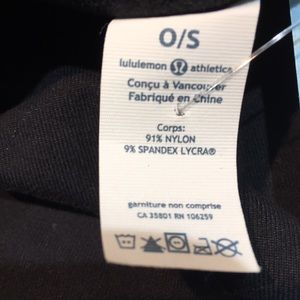 O/S
lululemon athletica
Conçu à Vancouver
Fabriqué en Chine
Corps:
91% NYLON
9% SPANDEX LYCRA®
garniture non comprise
CA 35801 RN 106259